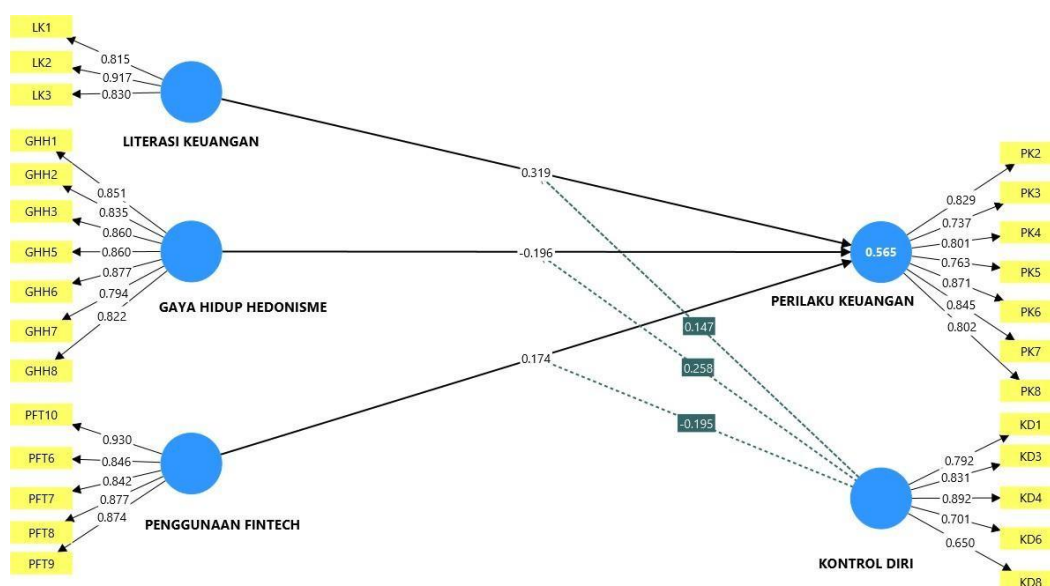 LK1
LK2
LK3
0.815
0.917
0.830
LITERASI KEUANGAN
GHH1
GHH2
GHH3
GHH5
GHH6
GHH7
GHH8
0.851
0.835
0.860
0.860
0.877
0.794
0.822
GAYA HIDUP HEDONISME
PFT10
PFT6
PFT7
PFT8
PFT9
0.930
0.846
0.842
0.877
0.874
PENGGUNAAN FINTECH
0.319
-0.196
0.174
0.147
0.258
-0.195
0.565
PERILAKU KEUANGAN
0.829
0.737
0.801
0.763
0.871
0.845
0.802
PK2
PK3
PK4
PK5
PK6
PK7
PK8
KONTROL DIRI
0.792
0.831
0.892
0.701
0.650
KD1
KD3
KD4
KD6
KD8